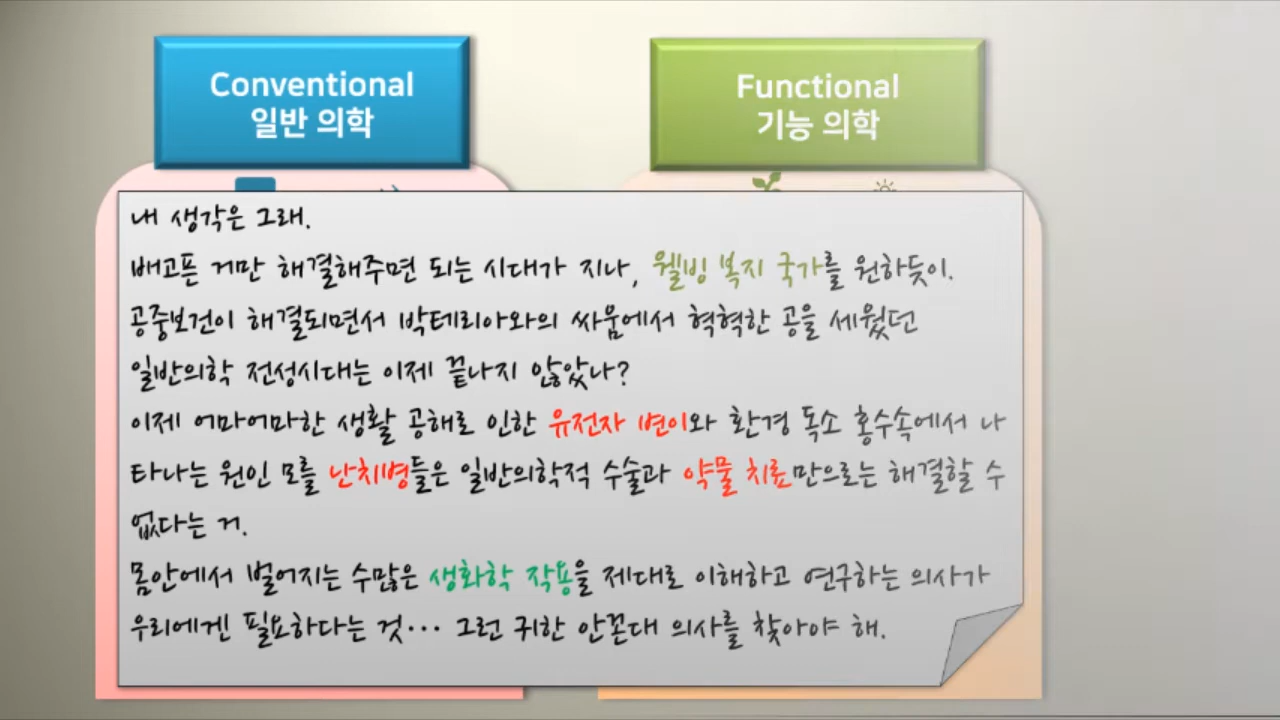 Conventional
일반 의학
Functional
기능 의학
내 생각은 그래.
배고픈 거만 해결해주면 되는 시대가 지나, 웰빙 복지 국가를 원하듯이.
공중보건이 해결되면서 박테리아와의 싸움에서 혁혁한 공을 세웠던
일반의학 전성시대는 이제 끝나지 않았나?
이제 어마어마한 생활 공해로 인한 유전자 변이와 환경 독소 홍수속에서 나
타나는 원인 모를 난치병들은 일반의학적 수술과 약물 치료만으로는 해결할 수
없다는 거.
몸안에서 벌어지는 수많은 생화학 작용을 제대로 이해하고 연구하는 의사가
우리에겐 필요하다는 것... 그런 귀한 안꼰대 의사를 찾아야 해.